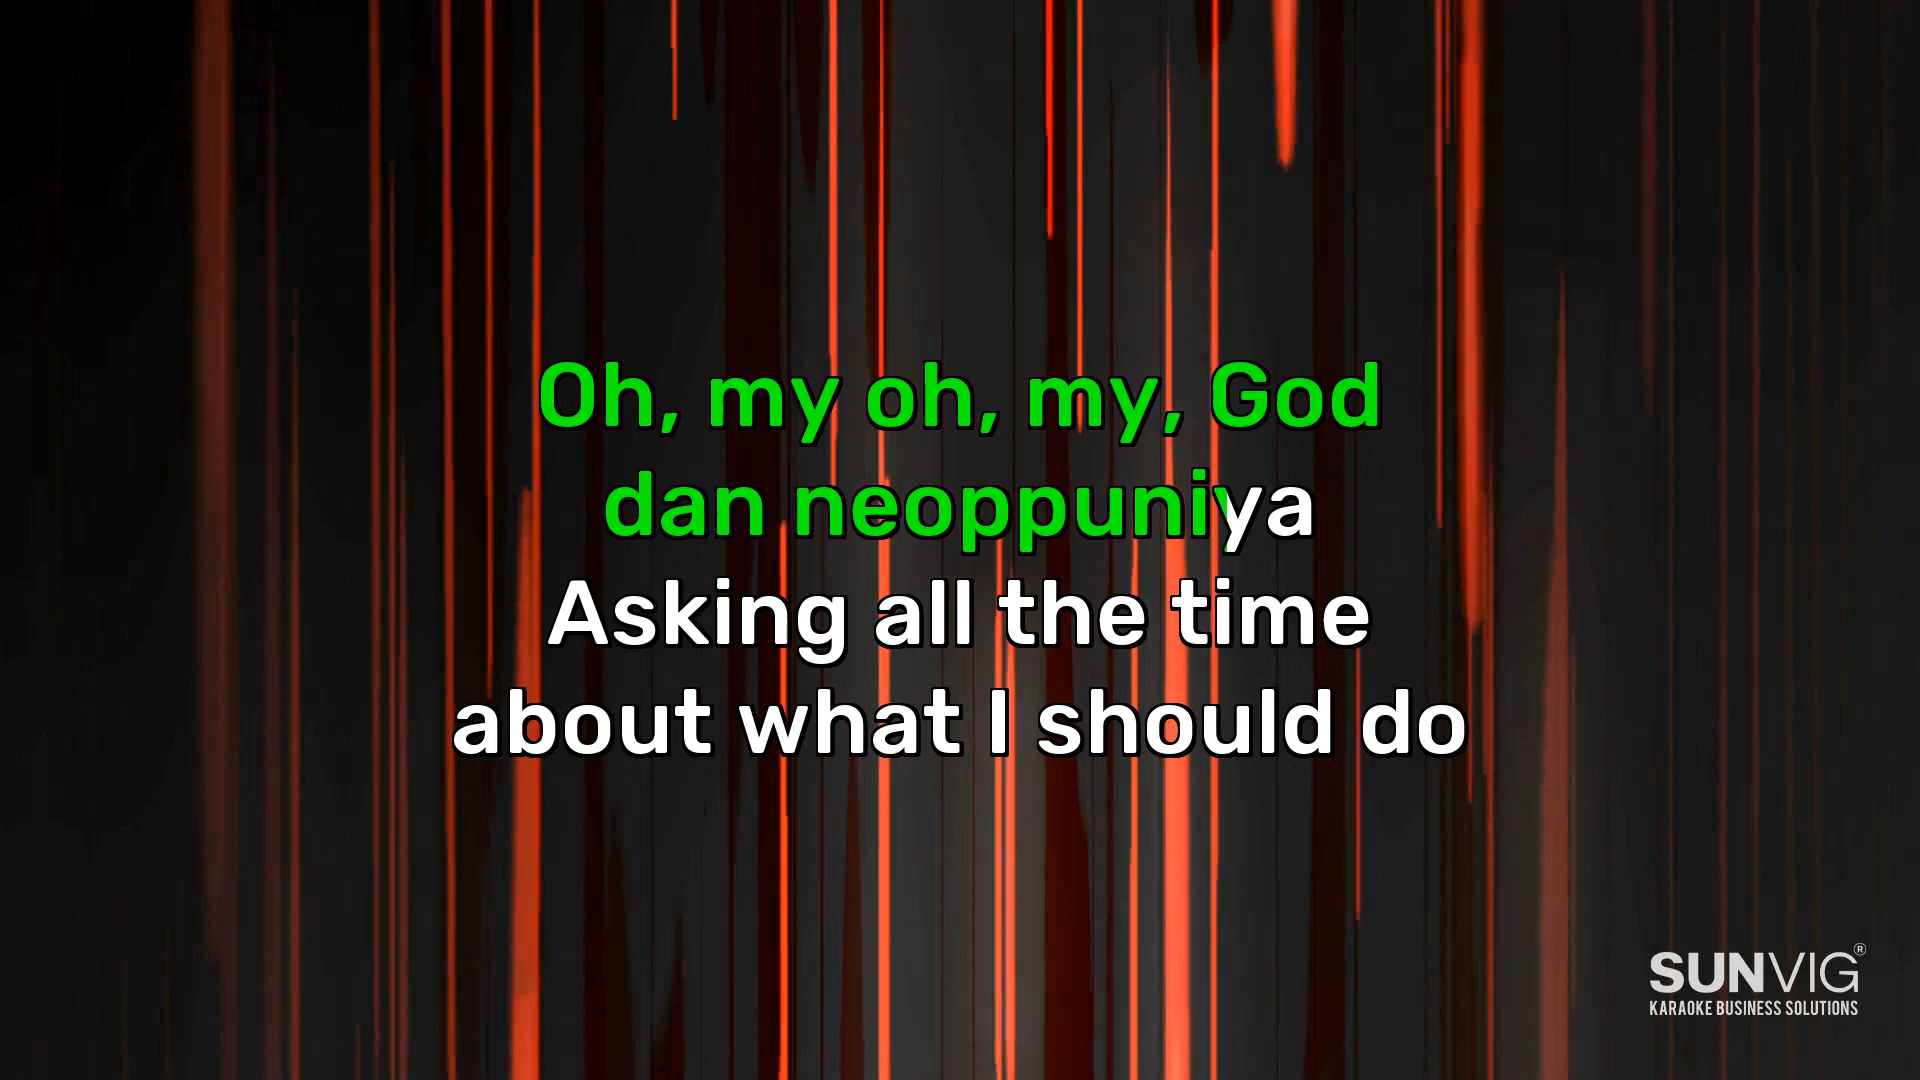 Oh, my oh, my, God
dan neoppuniya
Asking all the time
about what I should do
SUNVIG®
KARAOKE BUSINESS SOLUTIONS